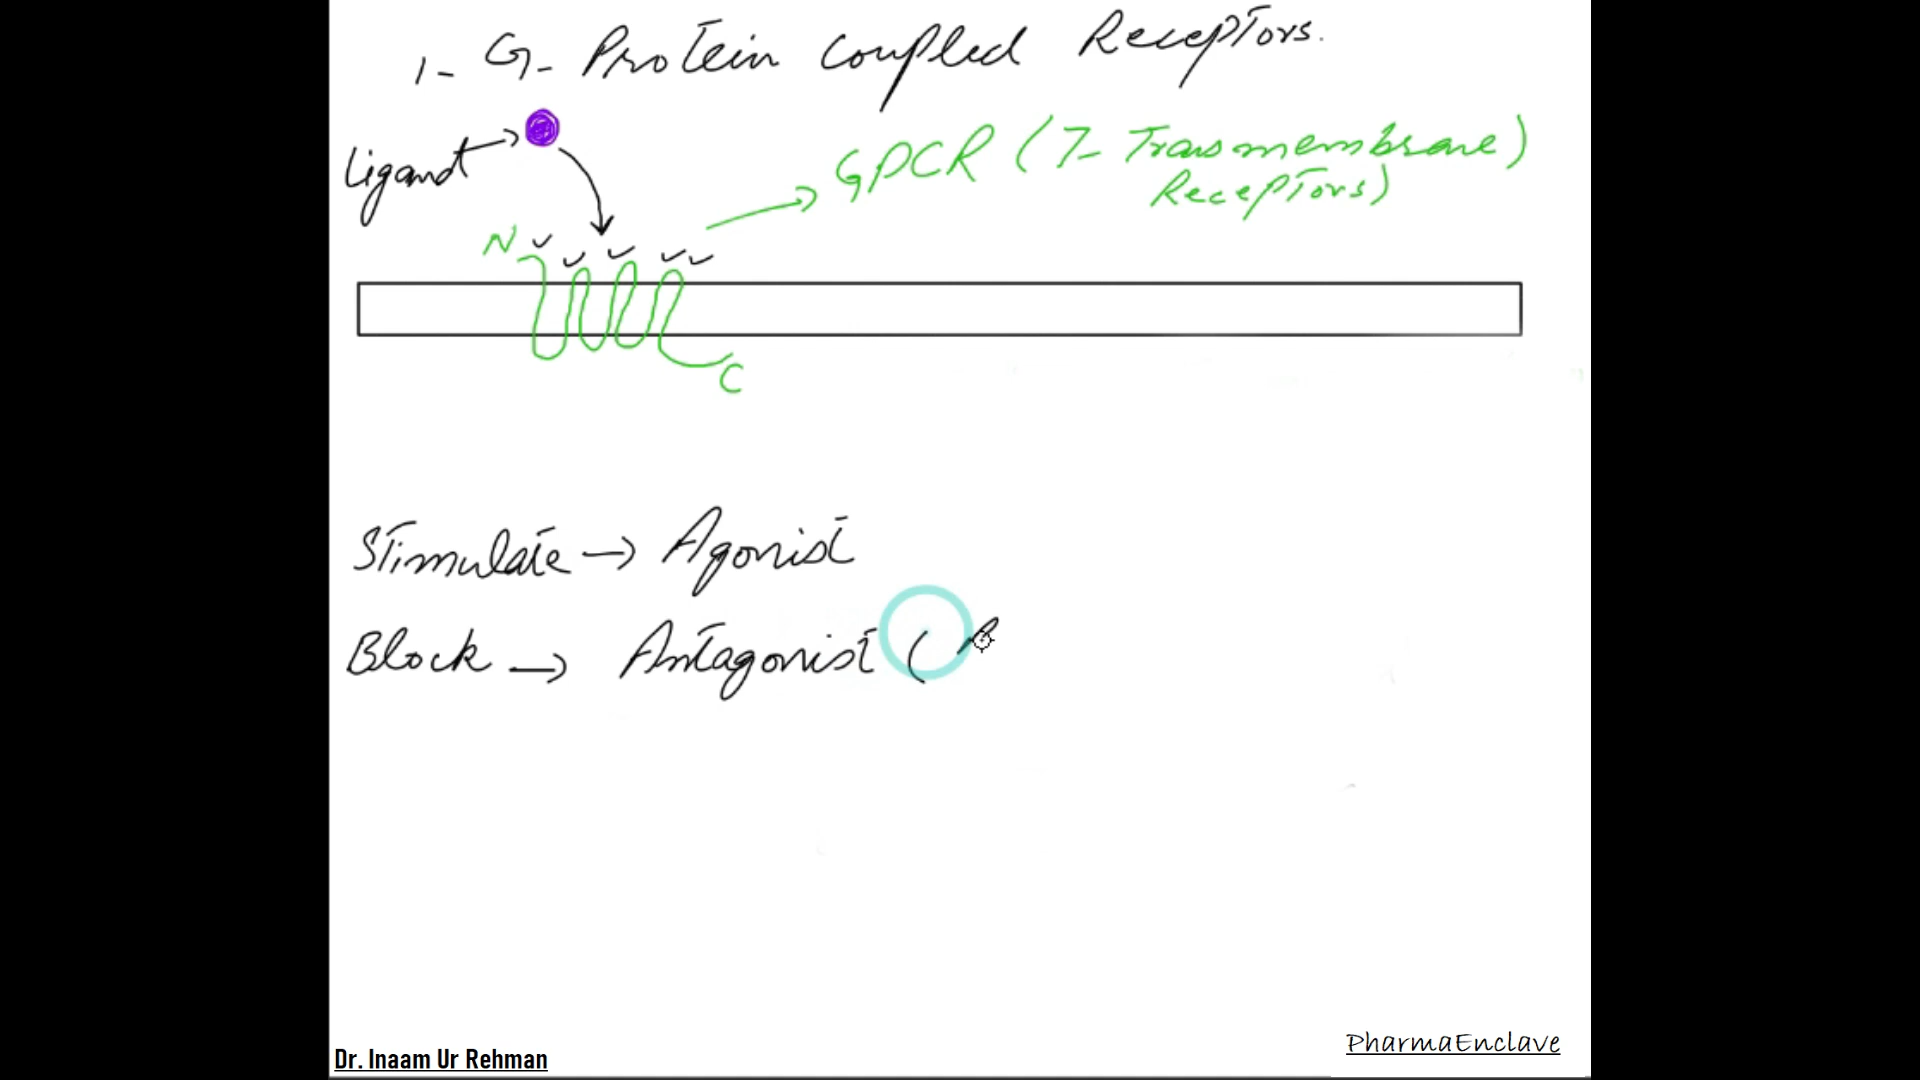 1- G- Protein Coupled Receptors.
Ligand
GPCR (7- Transmembrane)
Receptors)
N
C
Stimulate → Agonist
Block → Antagonist (
Dr. Inaam Ur Rehman
PharmaEnclave